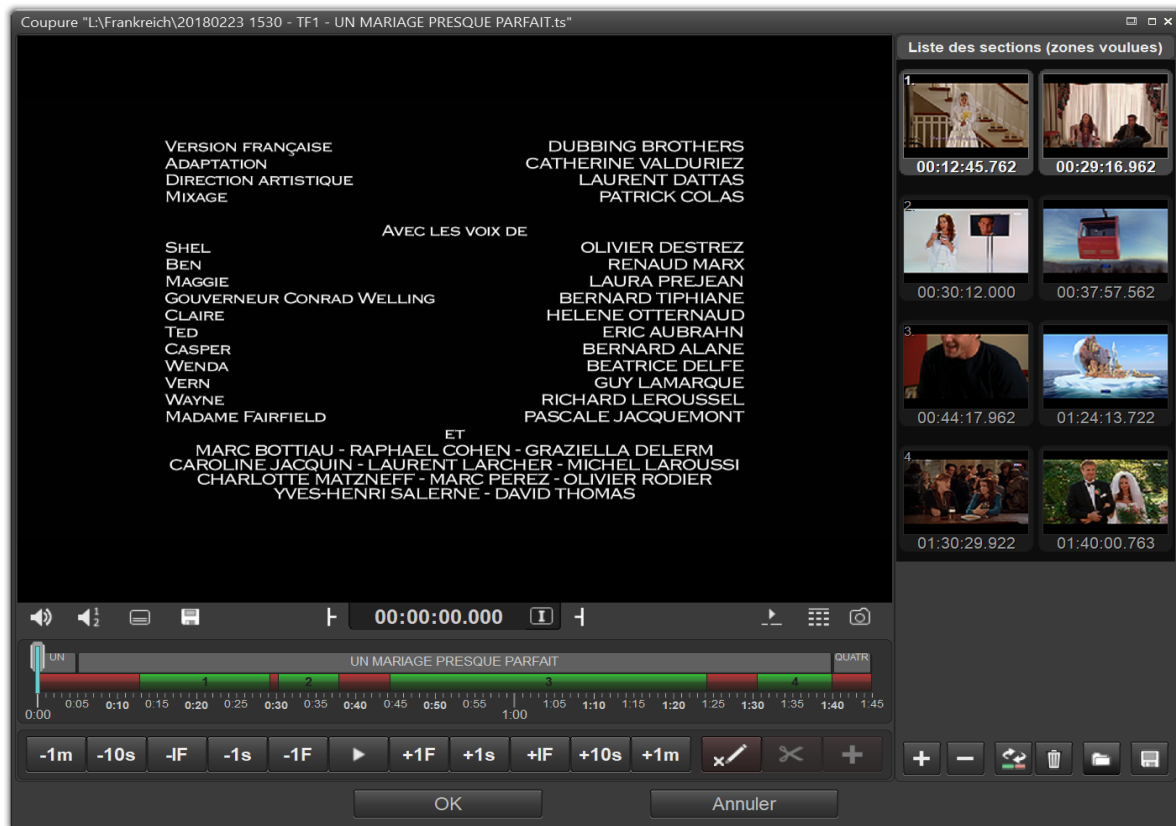 Coupure "L:\Frankreich\20180223 1530 - TF1 - UN MARIAGE PRESQUE PARFAIT.ts"
Liste des sections (zones voulues)
VERSION FRANÇAISE DUBBING BROTHERS
ADAPTATION CATHERINE VALDURIEZ
DIRECTION ARTISTIQUE LAURENT DATTAS
MIXAGE PATRICK COLAS
AVEC LES VOIX DE
SHEL OLIVIER DESTREZ
BEN RENAUD MARX
MAGGIE LAURA PREJEAN
GOUVERNEUR CONRAD WELLING BERNARD TIPHIANE
CLAIRE HELENE OTTERNAUD
TED ERIC AUBRAHN
CASPER BERNARD ALANE
WENDA BEATRICE DELFE
VERN GUY LAMARQUE
WAYNE RICHARD LEROUSSEL
MADAME FAIRFIELD PASCALE JACQUEMONT
ET
MARC BOTTIAU - RAPHAEL COHEN - GRAZIELLA DELERM
CAROLINE JACQUIN - LAURENT LARCHER - MICHEL LAROUSSI
CHARLOTTE MATZNEFF - MARC PEREZ - OLIVIER RODIER
YVES-HENRI SALERNE - DAVID THOMAS
1.
00:12:45.762 00:29:16.962
2.
00:30:12.000 00:37:57.562
3.
00:44:17.962 01:24:13.722
4.
01:30:29.922 01:40:00.763
1
2
00:00:00.000 I
UN UN MARIAGE PRESQUE PARFAIT QUATR
1 2 3 4
0:00 0:05 0:10 0:15 0:20 0:25 0:30 0:35 0:40 0:45 0:50 0:55 1:00 1:05 1:10 1:15 1:20 1:25 1:30 1:35 1:40 1:45
-1m -10s -IF -1s -1F +1F +1s +IF +10s +1m
OK Annuler